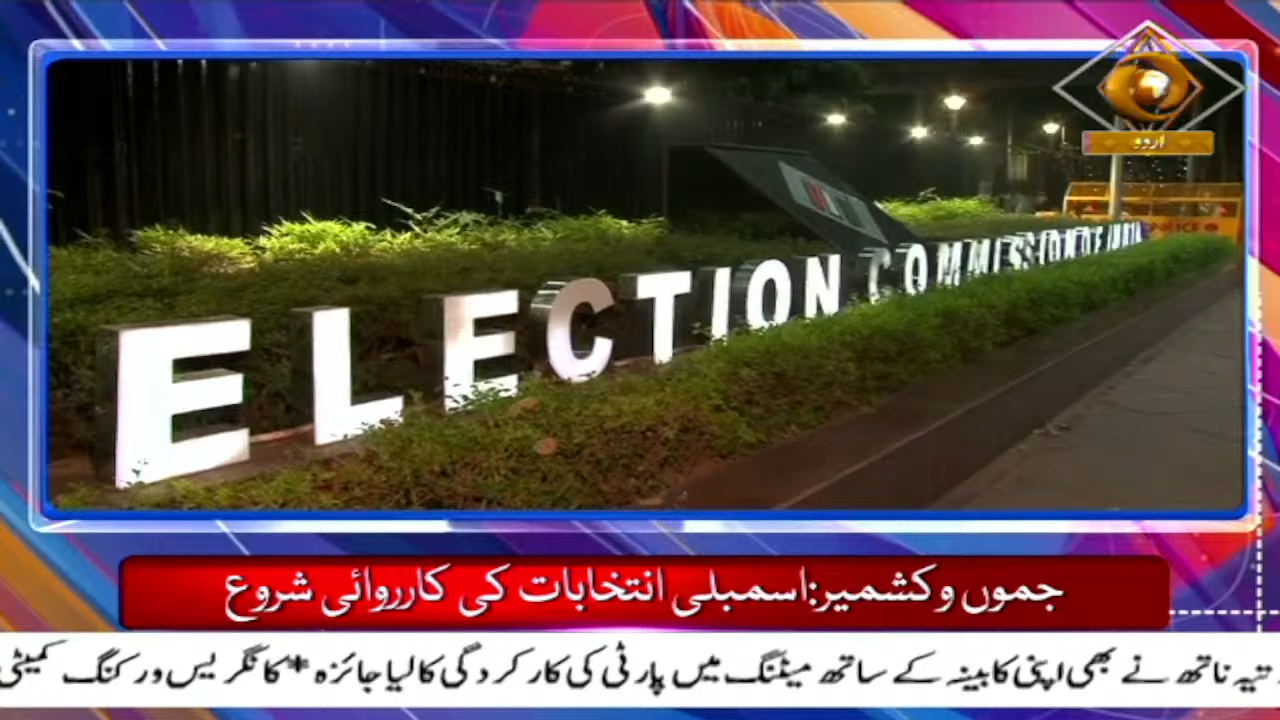 اردو
ELECTION COMMISSION OF INDIA
POLICE
جموں وکشمیر:اسمبلی انتخابات کی کارروائی شروع
تیہ ناتھ نے بھی اپنی کابینہ کے ساتھ میٹنگ میں پارٹی کی کارکردگی کا لیا جائزہ * کانگریس ورکنگ کمیٹی